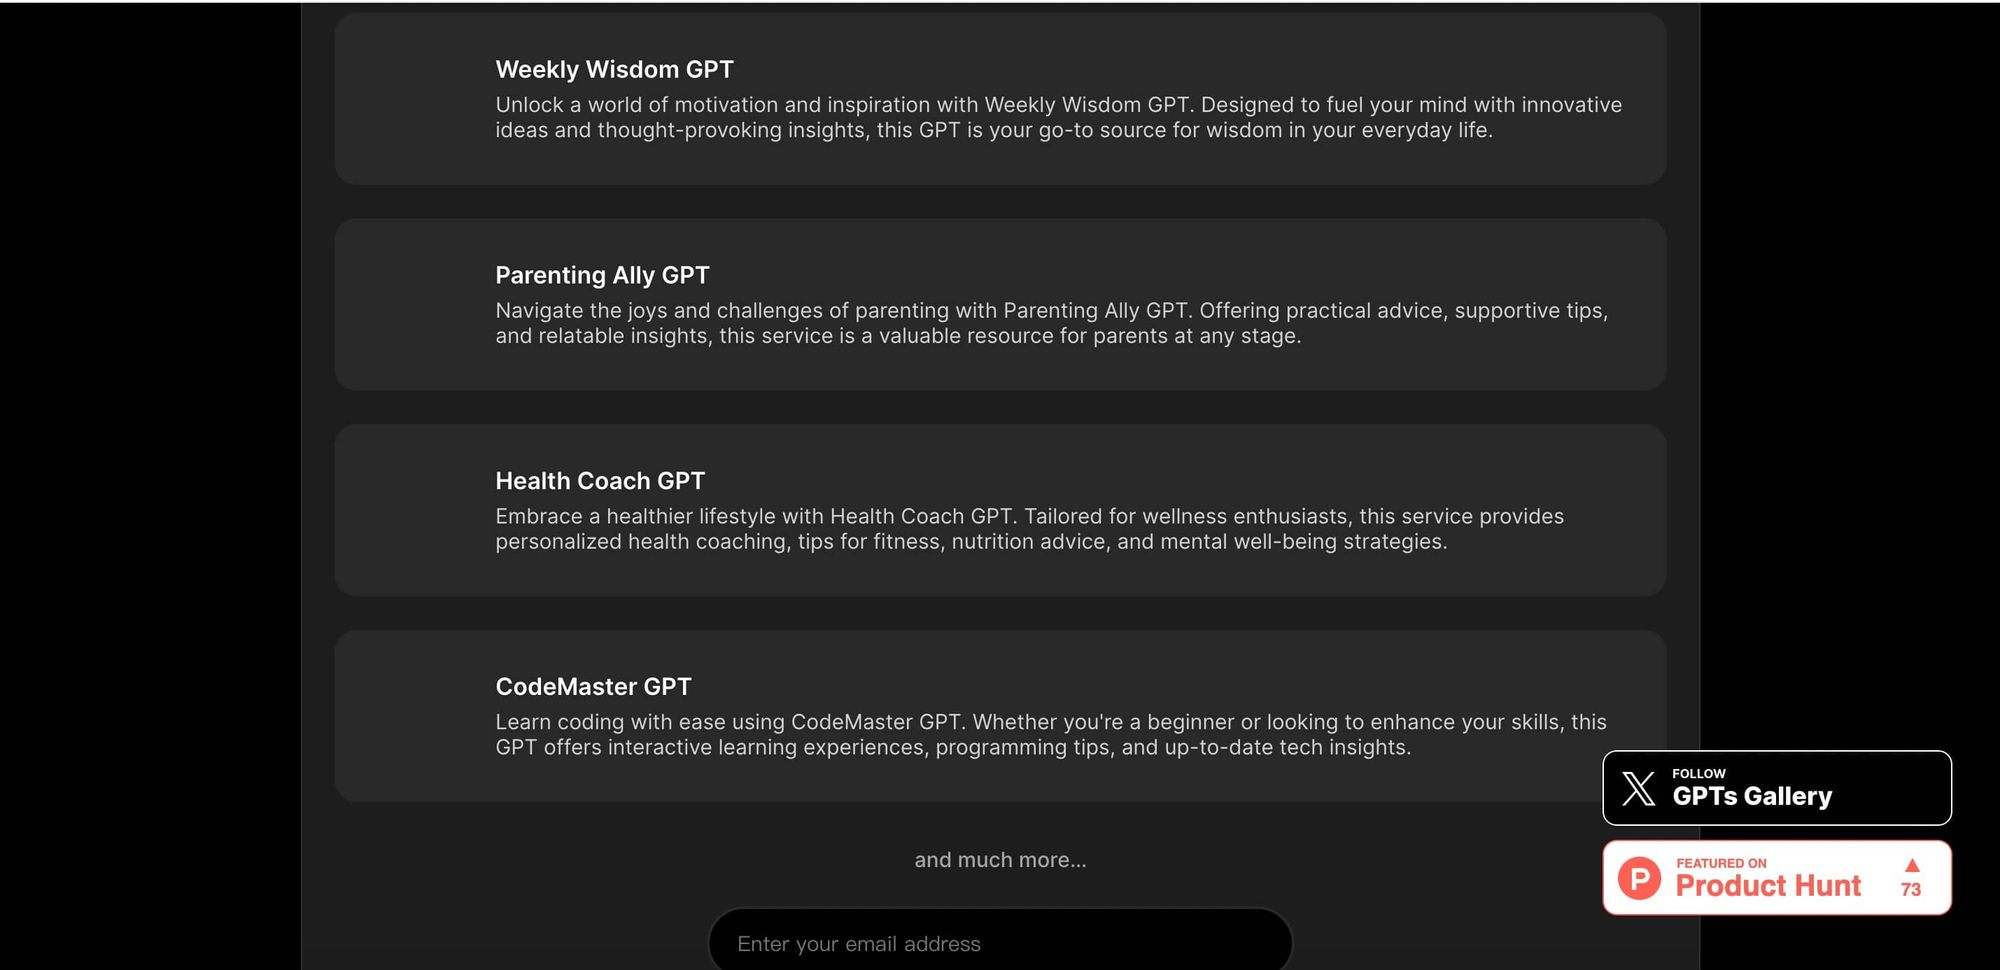 Weekly Wisdom GPT
Unlock a world of motivation and inspiration with Weekly Wisdom GPT. Designed to fuel your mind with innovative
ideas and thought-provoking insights, this GPT is your go-to source for wisdom in your everyday life.
Parenting Ally GPT
Navigate the joys and challenges of parenting with Parenting Ally GPT. Offering practical advice, supportive tips,
and relatable insights, this service is a valuable resource for parents at any stage.
Health Coach GPT
Embrace a healthier lifestyle with Health Coach GPT. Tailored for wellness enthusiasts, this service provides
personalized health coaching, tips for fitness, nutrition advice, and mental well-being strategies.
CodeMaster GPT
Learn coding with ease using CodeMaster GPT. Whether you're a beginner or looking to enhance your skills, this
GPT offers interactive learning experiences, programming tips, and up-to-date tech insights.
and much more...
Enter your email address
FOLLOW
GPTs Gallery
P
FEATURED ON
Product Hunt
▲
73